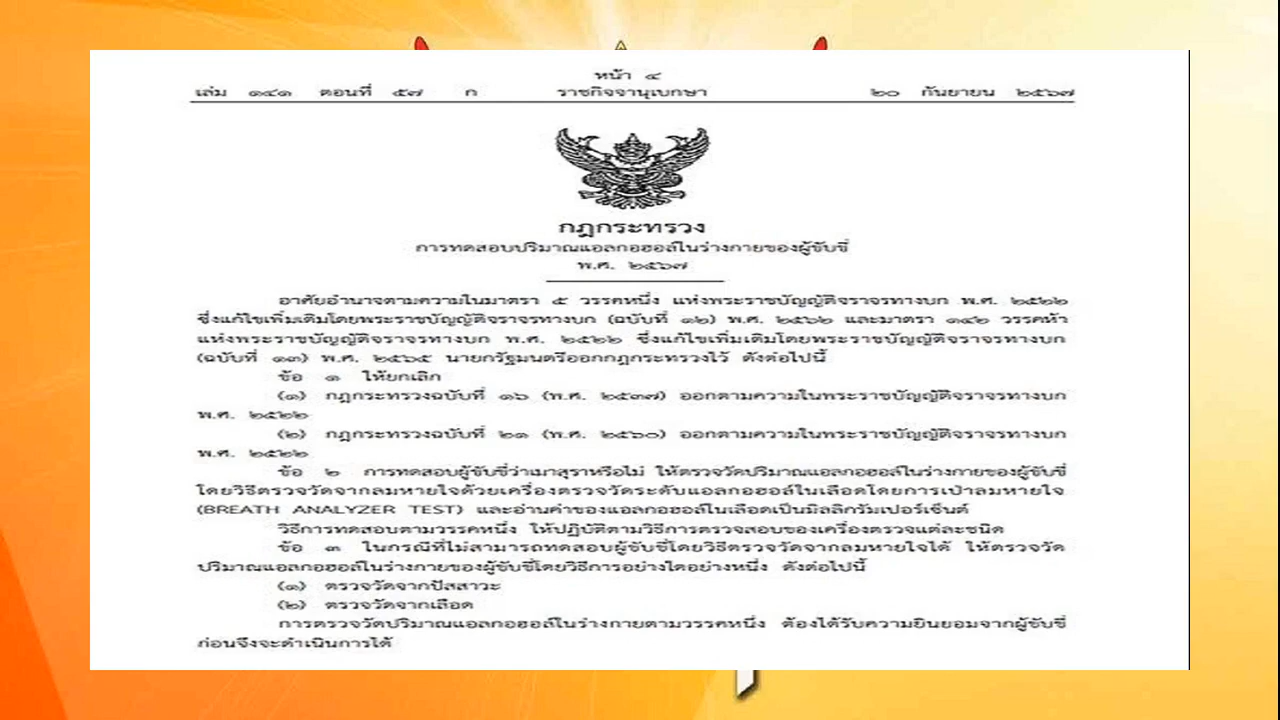 หน้า ๔
เล่ม ๑๔๑ ตอนที่ ๕๗ ก ราชกิจจานุเบกษา ๒๐ กันยายน ๒๕๖๗
กฎกระทรวง
การทดสอบปริมาณแอลกอฮอล์ในร่างกายของผู้ขับขี่
พ.ศ. ๒๕๖๗
อาศัยอำนาจตามความในมาตรา ๕ วรรคหนึ่ง แห่งพระราชบัญญัติจราจรทางบก พ.ศ. ๒๕๒๒
ซึ่งแก้ไขเพิ่มเติมโดยพระราชบัญญัติจราจรทางบก (ฉบับที่ ๑๒) พ.ศ. ๒๕๖๒ และมาตรา ๑๔๒ วรรคห้า
แห่งพระราชบัญญัติจราจรทางบก พ.ศ. ๒๕๒๒ ซึ่งแก้ไขเพิ่มเติมโดยพระราชบัญญัติจราจรทางบก
(ฉบับที่ ๑๓) พ.ศ. ๒๕๖๕ นายกรัฐมนตรีออกกฎกระทรวงไว้ ดังต่อไปนี้
ข้อ ๑ ให้ยกเลิก
(๑) กฎกระทรวงฉบับที่ ๑๖ (พ.ศ. ๒๕๓๗) ออกตามความในพระราชบัญญัติจราจรทางบก
พ.ศ. ๒๕๒๒
(๒) กฎกระทรวงฉบับที่ ๒๑ (พ.ศ. ๒๕๖๐) ออกตามความในพระราชบัญญัติจราจรทางบก
พ.ศ. ๒๕๒๒
ข้อ ๒ การทดสอบผู้ขับขี่ว่าเมาสุราหรือไม่ ให้ตรวจวัดปริมาณแอลกอฮอล์ในร่างกายของผู้ขับขี่
โดยวิธีตรวจวัดจากลมหายใจด้วยเครื่องตรวจวัดระดับแอลกอฮอล์ในเลือดโดยการเป่าลมหายใจ
(BREATH ANALYZER TEST) และอ่านค่าของแอลกอฮอล์ในเลือดเป็นมิลลิกรัมเปอร์เซ็นต์
วิธีการทดสอบตามวรรคหนึ่ง ให้ปฏิบัติตามวิธีการตรวจสอบของเครื่องตรวจแต่ละชนิด
ข้อ ๓ ในกรณีที่ไม่สามารถทดสอบผู้ขับขี่โดยวิธีตรวจวัดจากลมหายใจได้ ให้ตรวจวัด
ปริมาณแอลกอฮอล์ในร่างกายของผู้ขับขี่โดยวิธีการอย่างใดอย่างหนึ่ง ดังต่อไปนี้
(๑) ตรวจวัดจากปัสสาวะ
(๒) ตรวจวัดจากเลือด
การตรวจวัดปริมาณแอลกอฮอล์ในร่างกายตามวรรคหนึ่ง ต้องได้รับความยินยอมจากผู้ขับขี่
ก่อนจึงจะดำเนินการได้